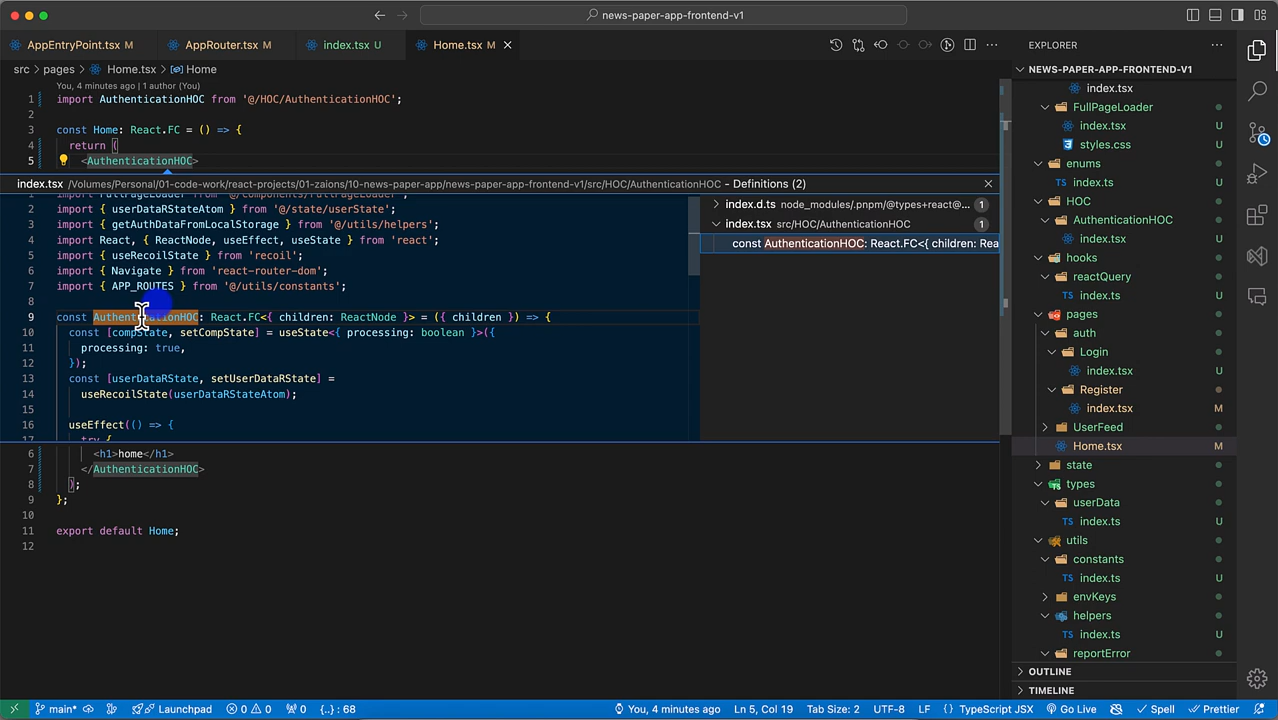 news-paper-app-frontend-v1
AppEntryPoint.tsx M
AppRouter.tsx M
index.tsx U
Home.tsx M
src > pages > Home.tsx > Home
You, 4 minutes ago | 1 author (You)
1 import AuthenticationHOC from '@/HOC/AuthenticationHOC';
2
3 const Home: React.FC = () => {
4 return (
5 <AuthenticationHOC>
index.tsx /Volumes/Personal/01-code-work/react-projects/01-zaions/10-news-paper-app/news-paper-app-frontend-v1/src/HOC/AuthenticationHOC - Definitions (2)
2 import { userDataRStateAtom } from '@/state/userState';
3 import { getAuthDataFromLocalStorage } from '@/utils/helpers';
4 import React, { ReactNode, useEffect, useState } from 'react';
5 import { useRecoilState } from 'recoil';
6 import { Navigate } from 'react-router-dom';
7 import { APP_ROUTES } from '@/utils/constants';
8
9 const AuthenticationHOC: React.FC<{ children: ReactNode }> = ({ children }) => {
10 const [compState, setCompState] = useState<{ processing: boolean }>({
11 processing: true,
12 });
13 const [userDataRState, setUserDataRState] =
14 useRecoilState(userDataRStateAtom);
15
16 useEffect(() => {
17 try {
index.d.ts node_modules/.pnpm/@types+react@... 1
index.tsx src/HOC/AuthenticationHOC 1
const AuthenticationHOC: React.FC<{ children: Rea
6 <h1>home</h1>
7 </AuthenticationHOC>
8 );
9 };
10
11 export default Home;
12
EXPLORER
NEWS-PAPER-APP-FRONTEND-V1
index.tsx
FullPageLoader
index.tsx U
styles.css U
enums
index.ts U
HOC
AuthenticationHOC
index.tsx U
hooks
reactQuery
index.ts U
pages
auth
Login
index.tsx U
Register
index.tsx M
UserFeed
Home.tsx M
state
types
userData
index.ts U
utils
constants
index.ts U
envKeys
helpers
index.ts U
reportError
OUTLINE
TIMELINE
main* Launchpad 0 0 0 {..} : 68 You, 4 minutes ago Ln 5, Col 19 Tab Size: 2 UTF-8 LF {} TypeScript JSX Go Live Spell Prettier